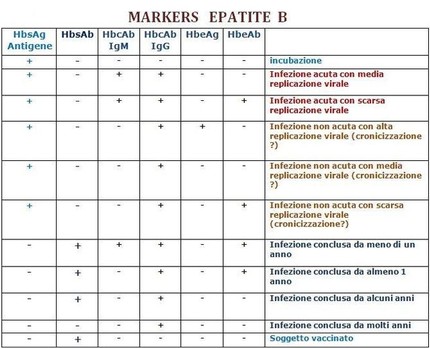 MARKERS EPATITE B
HbsAg Antigene HbsAb HbcAb IgM HbcAb IgG HbeAg HbeAb
+ - - - - - incubazione
+ - + + - - Infezione acuta con media
replicazione virale
+ - + + - + Infezione acuta con scarsa
replicazione virale
+ - - + + - Infezione non acuta con alta
replicazione virale (cronicizzazione
?)
+ - - + - - Infezione non acuta con media
replicazione virale (cronicizzazione
?)
+ - - + - + Infezione non acuta con scarsa
replicazione virale
(cronicizzazione?)
- + + + - + Infezione conclusa da meno di un
anno
- + - + - + Infezione conclusa da almeno 1
anno
- + - + - - Infezione conclusa da alcuni anni
- - - + - - Infezione conclusa da molti anni
- + - - - - Soggetto vaccinato